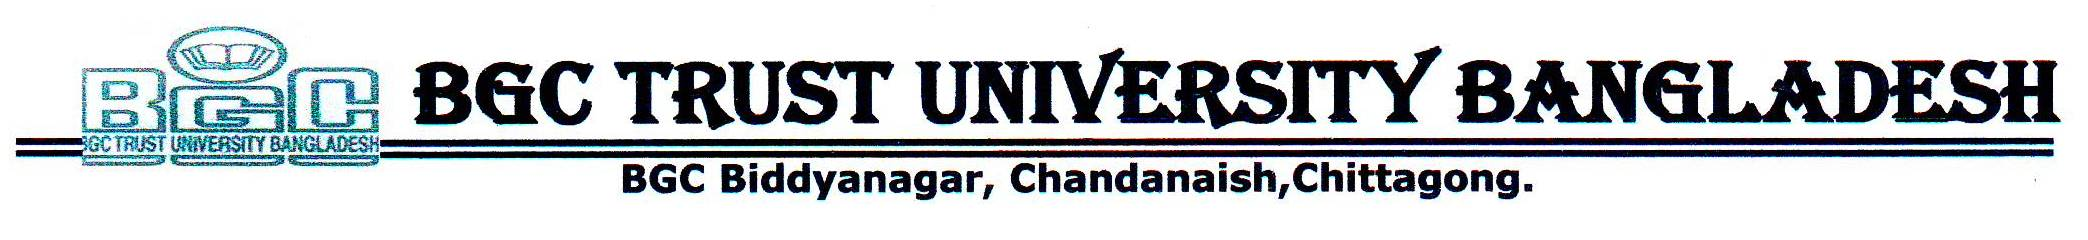 BGC
BGC TRUST UNIVERSITY BANGLADESH
BGC TRUST UNIVERSITY BANGLADESH
BGC Biddyanagar, Chandanaish,Chittagong.